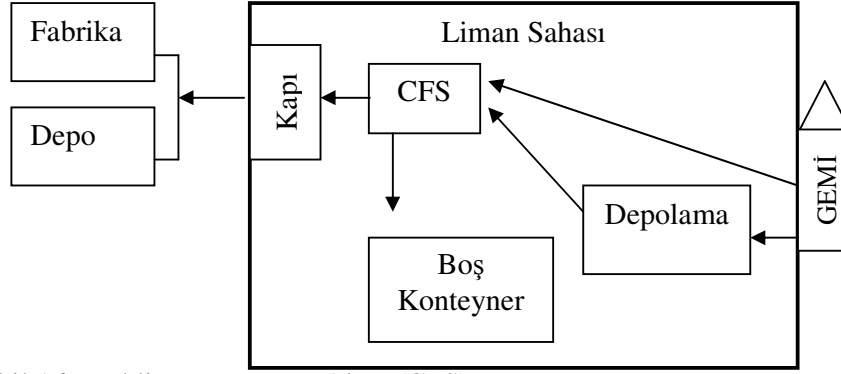 Fabrika
Depo
Kapı
Liman Sahası
CFS
Depolama
GEMİ
Boş
Konteyner